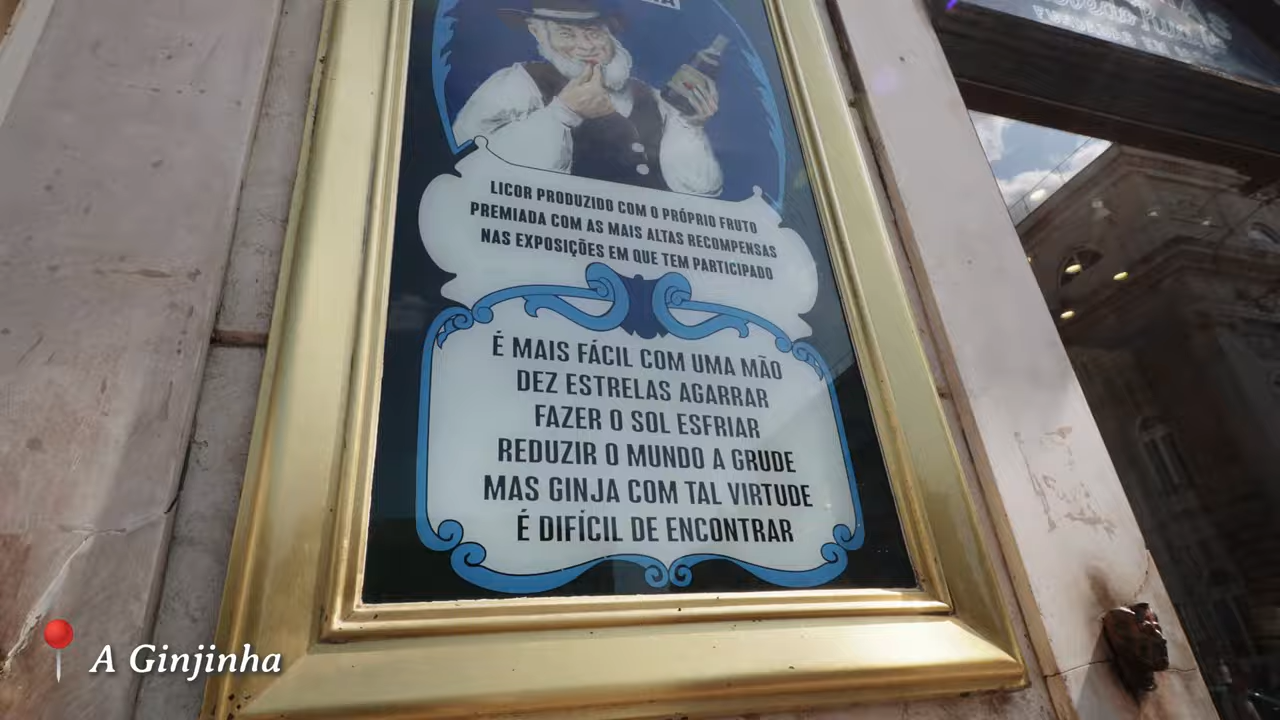 LICOR PRODUZIDO COM O PRÓPRIO FRUTO
PREMIADA COM AS MAIS ALTAS RECOMPENSAS
NAS EXPOSIÇÕES EM QUE TEM PARTICIPADO
É MAIS FÁCIL COM UMA MÃO
DEZ ESTRELAS AGARRAR
FAZER O SOL ESFRIAR
REDUZIR O MUNDO A GRUDE
MAS GINJA COM TAL VIRTUDE
É DIFÍCIL DE ENCONTRAR
A Ginjinha